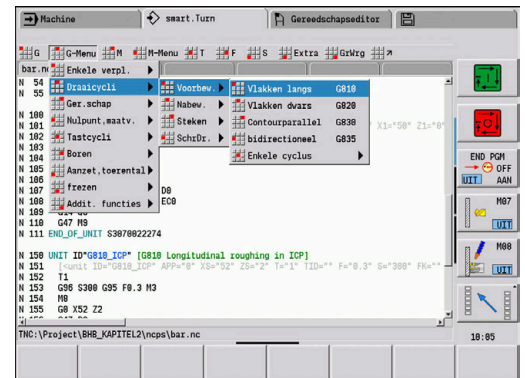 Machine smart.Turn Gereedschapseditor
G G-Menu M M-Menu T F S Extra GrWrg
bar.n
Enkele verpl.
Draaicycli
Ger.schap
Nulpunt,maatv.
Tastcycli
Boren
Aanzet,toerental
frezen
Addit. functies
Voorbew.
Nabew.
Steken
SchrDr.
Vlakken langs G810
Vlakken dwars G820
Contourparallel G830
bidirectioneel G835
Enkele cyclus
N 54
N 55
N 100
N 101 X1="50" Z1="0"
N 102
N 103
N 104
N 105
N 106
N 107 D0
N 108 EC0
N 109
N 110 G47 M9
N 111 END_OF_UNIT S3070022274
N 150 UNIT ID"G810_ICP" [G810 Longitudinal roughing in ICP]
N 151 [<unit ID="G810_ICP" APP="0" XS="52" ZS="2" T="1" TID="" F="0.3" S="300" FK=""
N 152 T1
N 153 G96 S300 G95 F0.3 M3
N 154 M8
N 155 G0 X52 Z2
TNC:\Project\BHB_KAPITEL2\ncps\bar.nc
END PGM
OFF
UIT AAN
M07
UIT
M08
UIT
10:05